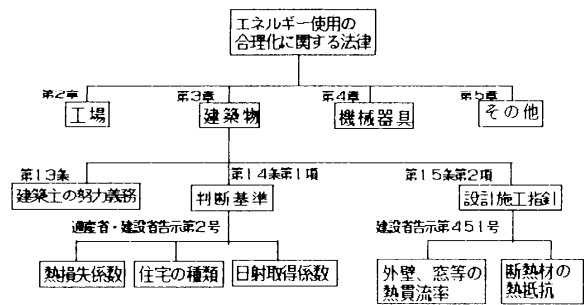 エネルギー使用の
合理化に関する法律
第2章
第3章
第4章
第5章
工場
建築物
機械器具
その他
第13条
第14条第1項
第15条第2項
建築主の努力義務
判断基準
設計施工指針
通産省・建設省告示第2号
建設省告示第451号
熱損失係数
住宅の種類
日射取得係数
外壁、窓等の
熱貫流率
断熱材の
熱抵抗